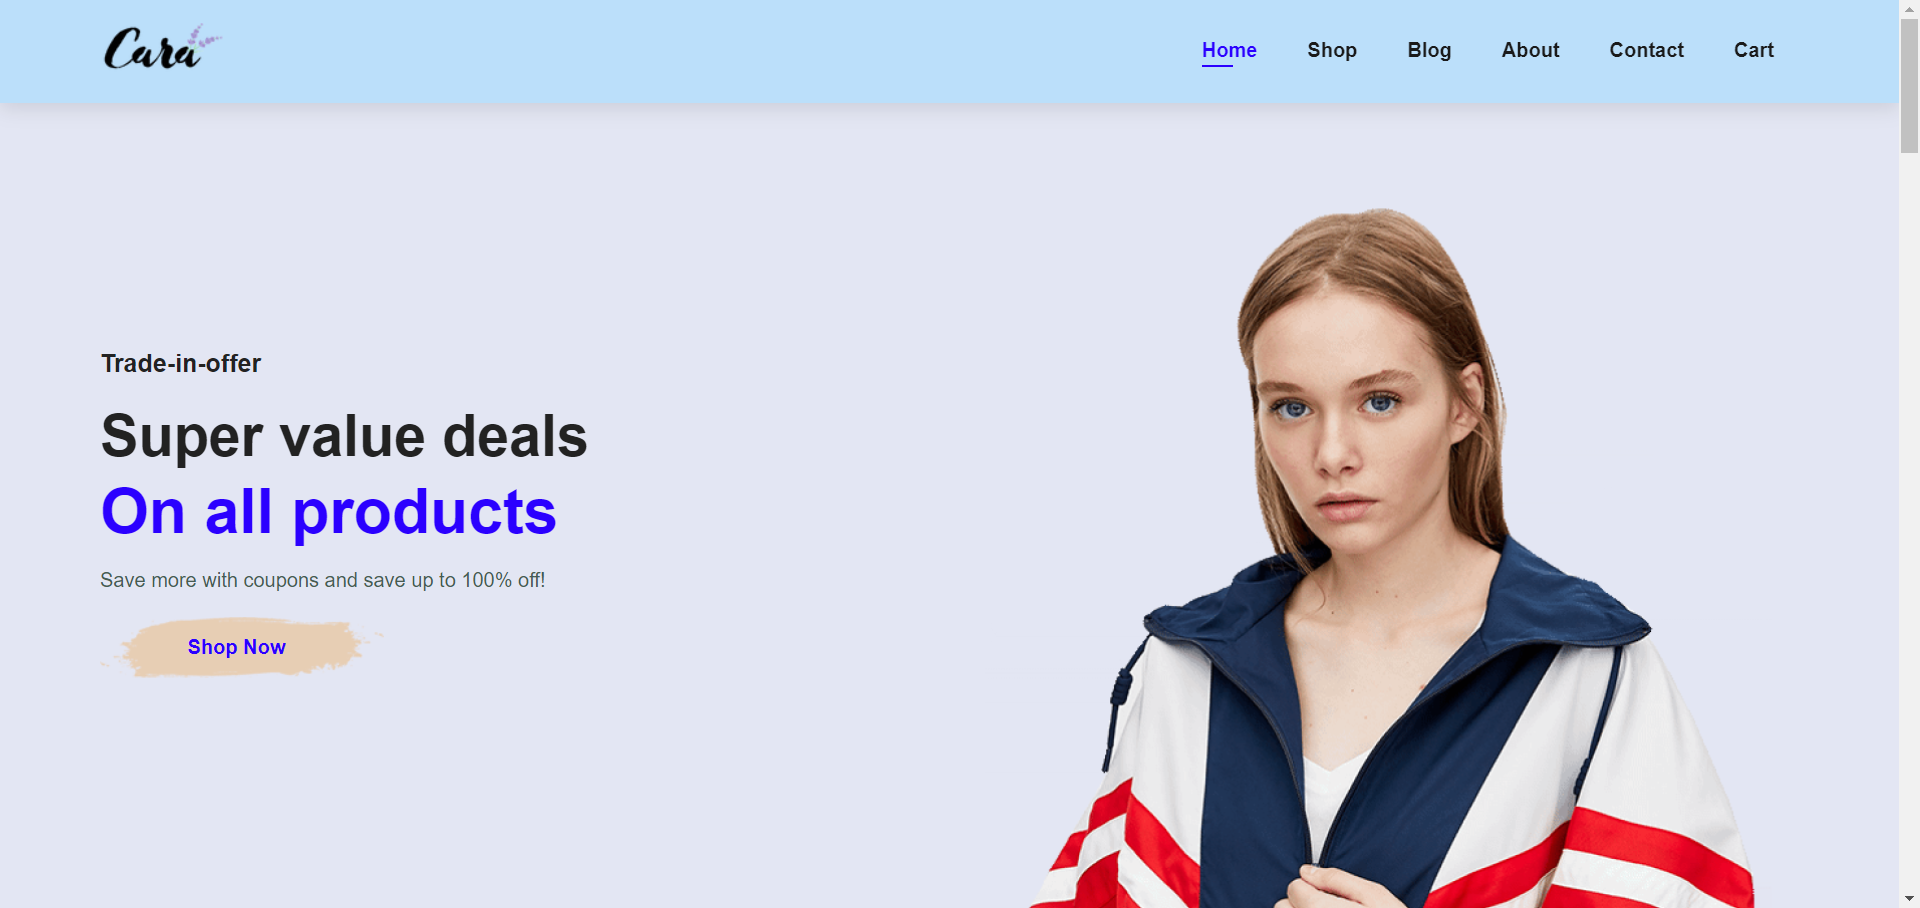 Cara
Home Shop Blog About Contact Cart
Trade-in-offer
Super value deals
On all products
Save more with coupons and save up to 100% off!
Shop Now